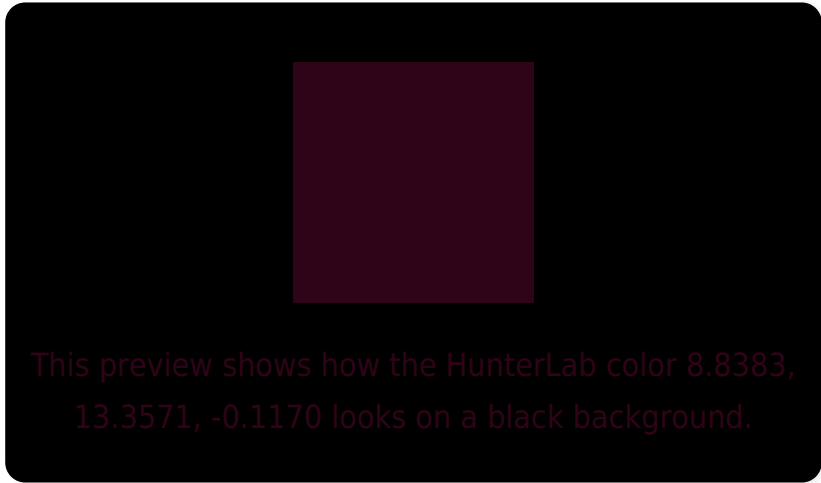 This preview shows how the HunterLab color 8.8383,
13.3571, -0.1170 looks on a black background.